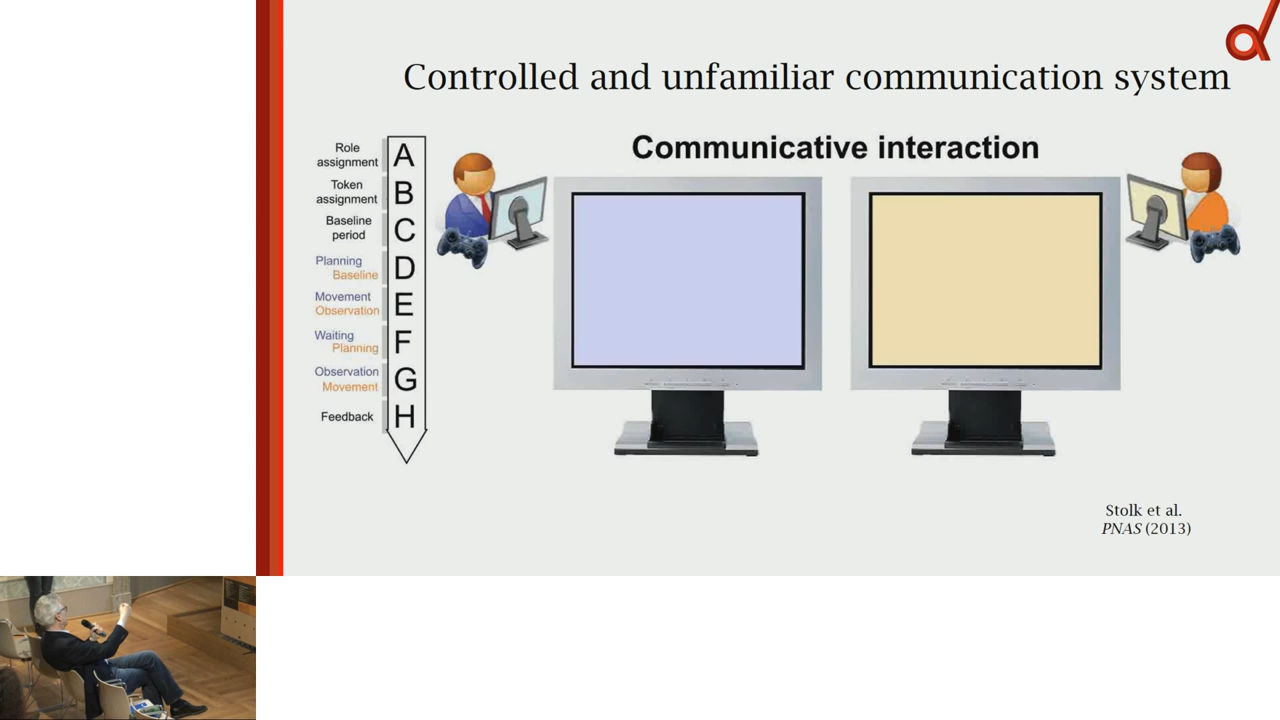 Controlled and unfamiliar communication system
Communicative interaction
Role
assignment
A
Token
assignment
B
Baseline
period
C
Planning
Baseline
D
Movement
Observation
E
Waiting
Planning
F
Observation
Movement
G
Feedback
H
Stolk et al.
PNAS (2013)